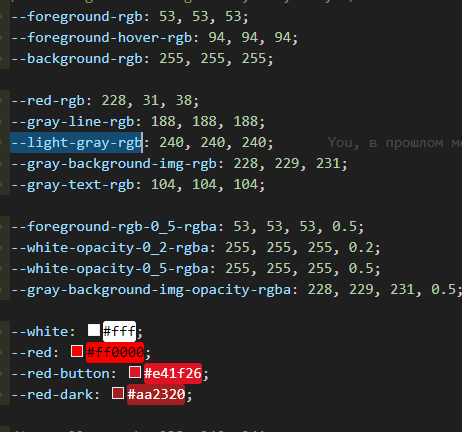 --foreground-rgb: 53, 53, 53;
--foreground-hover-rgb: 94, 94, 94;
--background-rgb: 255, 255, 255;
--red-rgb: 228, 31, 38;
--gray-line-rgb: 188, 188, 188;
--light-gray-rgb: 240, 240, 240; You, в прошлом ме
--gray-background-img-rgb: 228, 229, 231;
--gray-text-rgb: 104, 104, 104;
--foreground-rgb-0_5-rgba: 53, 53, 53, 0.5;
--white-opacity-0_2-rgba: 255, 255, 255, 0.2;
--white-opacity-0_5-rgba: 255, 255, 255, 0.5;
--gray-background-img-opacity-rgba: 228, 229, 231, 0.5;
--white: #fff;
--red: #ff0000;
--red-button: #e41f26;
--red-dark: #aa2320;